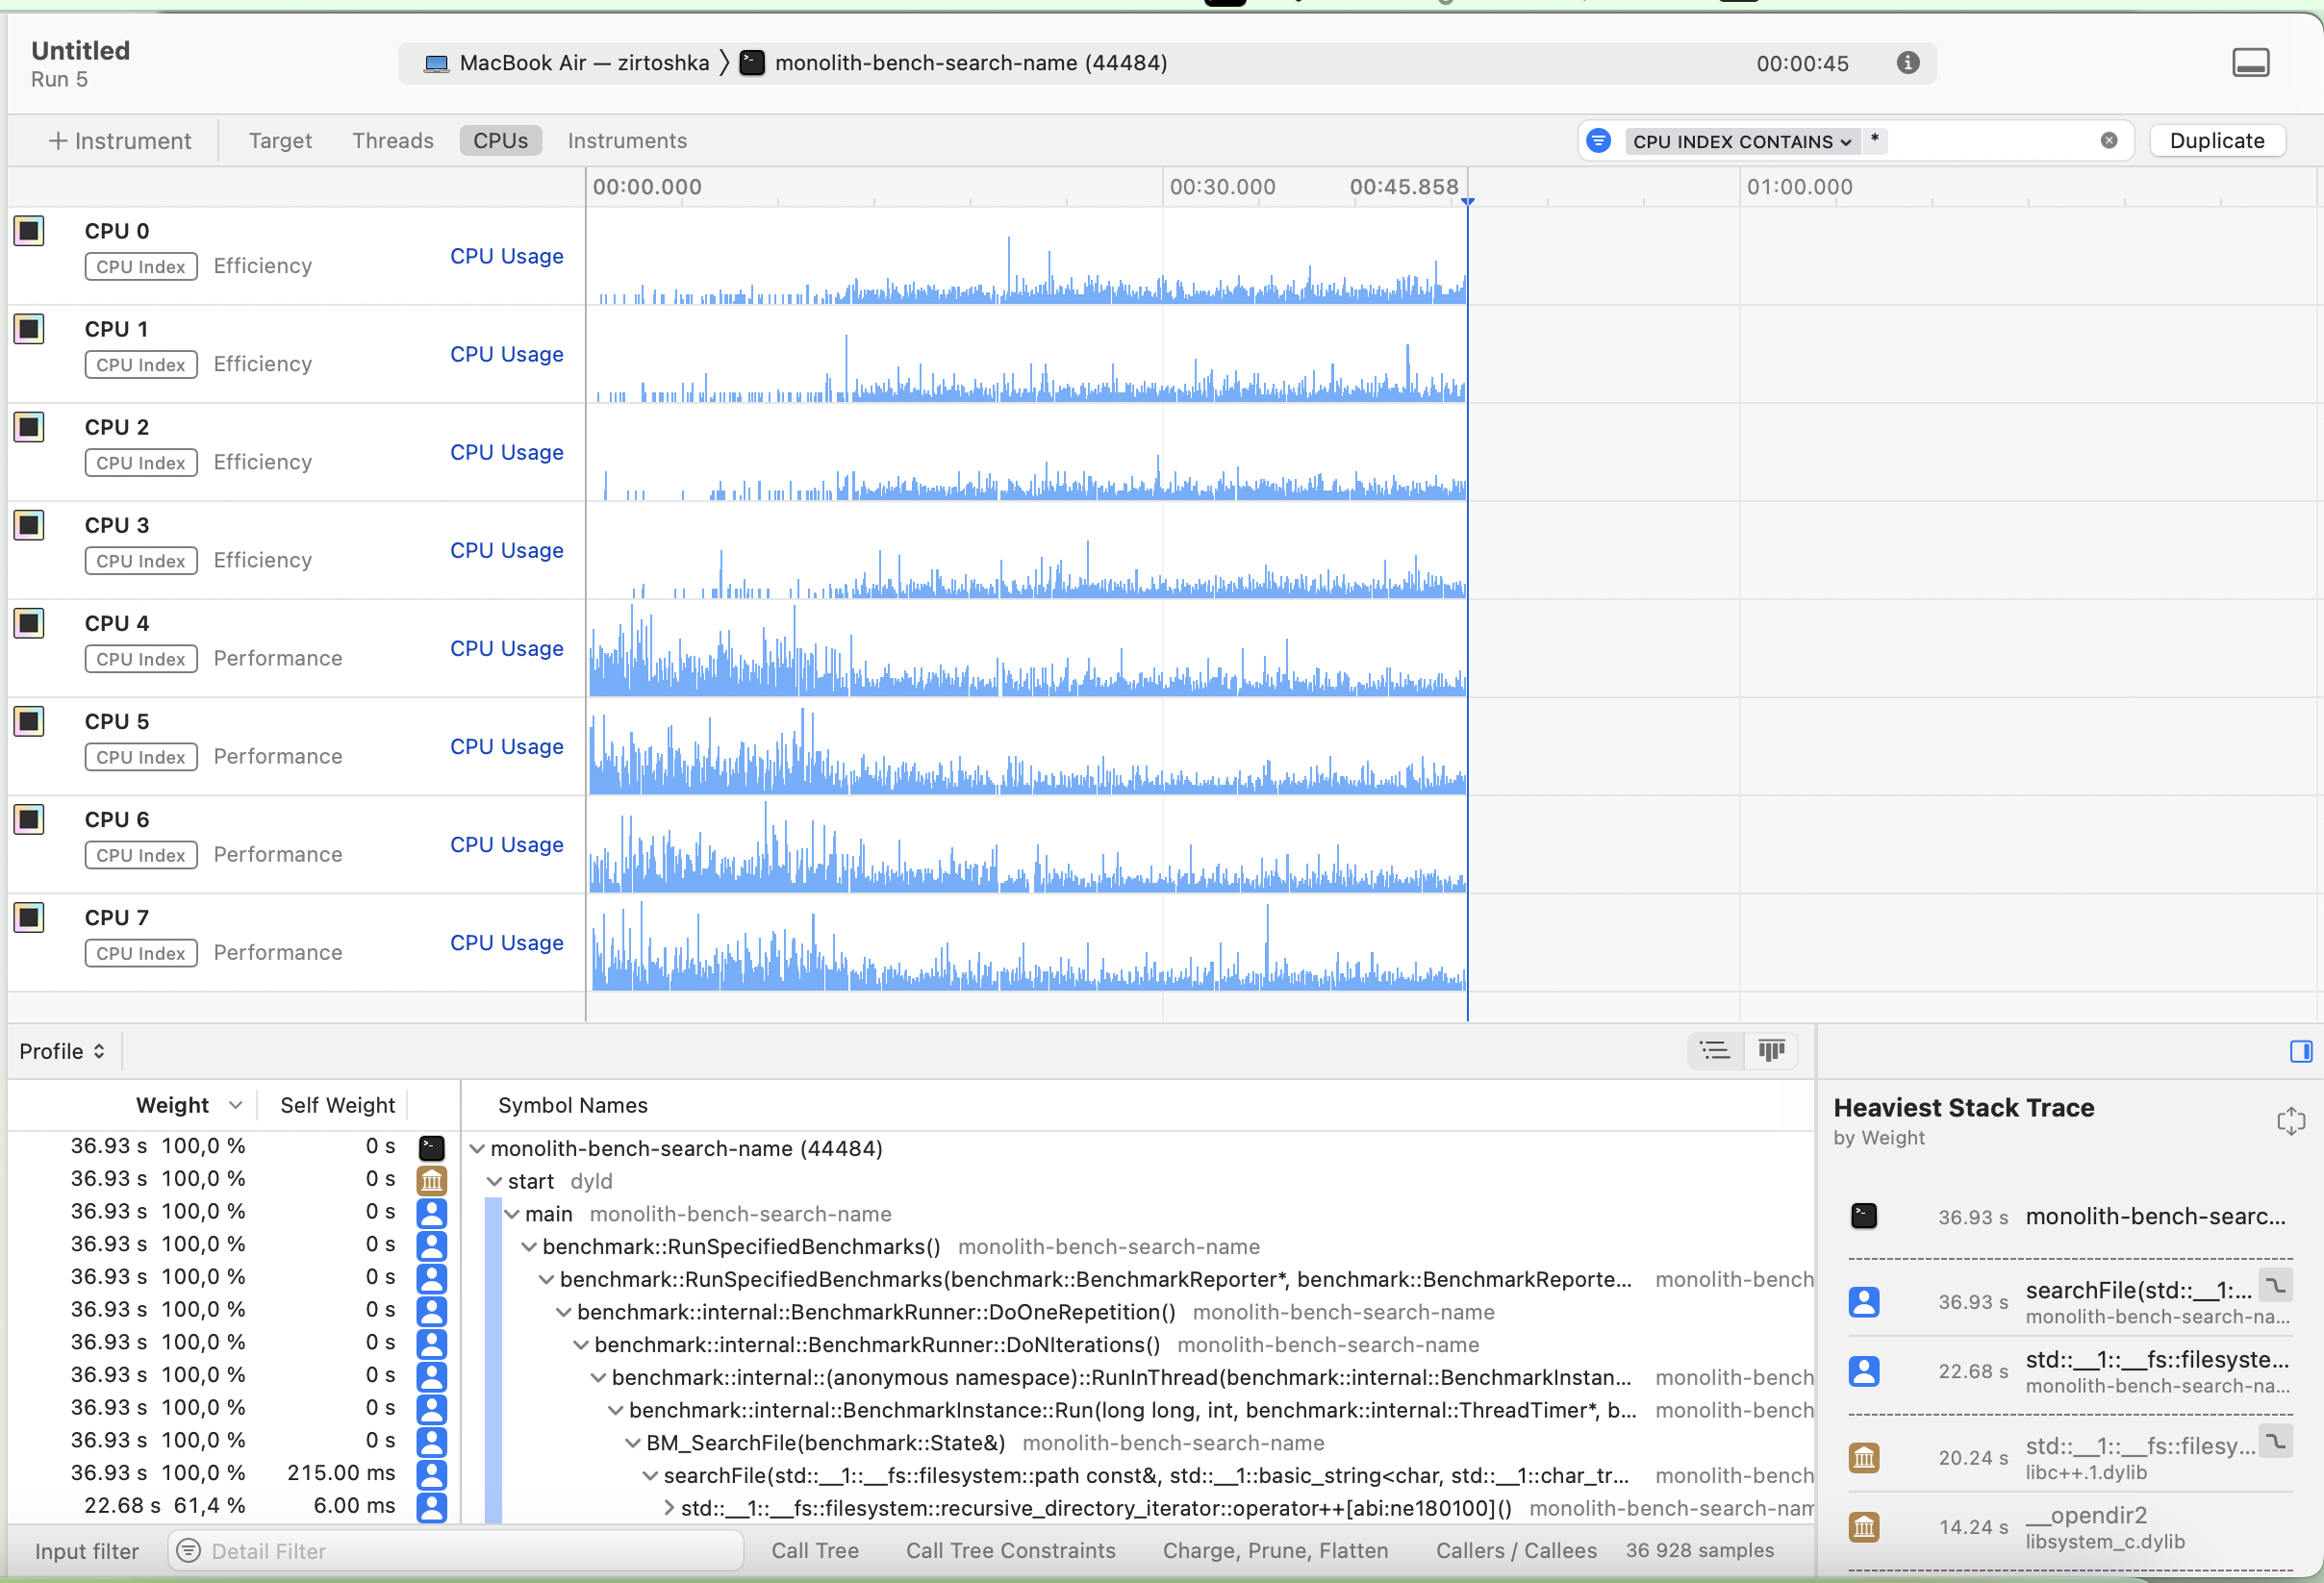 Untitled
Run 5
MacBook Air — zirtoshka 〉 monolith-bench-search-name (44484)
00:00:45
+ Instrument
Target
Threads
CPUs
Instruments
CPU INDEX CONTAINS
*
Duplicate
00:00.000
00:30.000
00:45.858
01:00.000
CPU 0
CPU Index Efficiency
CPU Usage
CPU 1
CPU Index Efficiency
CPU Usage
CPU 2
CPU Index Efficiency
CPU Usage
CPU 3
CPU Index Efficiency
CPU Usage
CPU 4
CPU Index Performance
CPU Usage
CPU 5
CPU Index Performance
CPU Usage
CPU 6
CPU Index Performance
CPU Usage
CPU 7
CPU Index Performance
CPU Usage
Profile
Weight Self Weight Symbol Names
36.93 s 100,0 % 0 s monolith-bench-search-name (44484)
36.93 s 100,0 % 0 s start dyld
36.93 s 100,0 % 0 s main monolith-bench-search-name
36.93 s 100,0 % 0 s benchmark::RunSpecifiedBenchmarks() monolith-bench-search-name
36.93 s 100,0 % 0 s benchmark::RunSpecifiedBenchmarks(benchmark::BenchmarkReporter*, benchmark::BenchmarkReporte... monolith-bench
36.93 s 100,0 % 0 s benchmark::internal::BenchmarkRunner::DoOneRepetition() monolith-bench-search-name
36.93 s 100,0 % 0 s benchmark::internal::BenchmarkRunner::DoNIterations() monolith-bench-search-name
36.93 s 100,0 % 0 s benchmark::internal::(anonymous namespace)::RunInThread(benchmark::internal::BenchmarkInstan... monolith-bench
36.93 s 100,0 % 0 s benchmark::internal::BenchmarkInstance::Run(long long, int, benchmark::internal::ThreadTimer*, b... monolith-bench
36.93 s 100,0 % 0 s BM_SearchFile(benchmark::State&) monolith-bench-search-name
36.93 s 100,0 % 215.00 ms searchFile(std::__1::__fs::filesystem::path const&, std::__1::basic_string<char, std::__1::char_tr... monolith-bench
22.68 s 61,4 % 6.00 ms std::__1::__fs::filesystem::recursive_directory_iterator::operator++[abi:ne180100]() monolith-bench-search-nam
Heaviest Stack Trace
by Weight
36.93 s monolith-bench-searc...
36.93 s searchFile(std::__1:...
monolith-bench-search-na...
22.68 s std::__1::__fs::filesyste...
monolith-bench-search-na...
20.24 s std::__1::__fs::filesy...
libc++.1.dylib
14.24 s __opendir2
libsystem_c.dylib
Input filter
Detail Filter
Call Tree
Call Tree Constraints
Charge, Prune, Flatten
Callers / Callees
36 928 samples